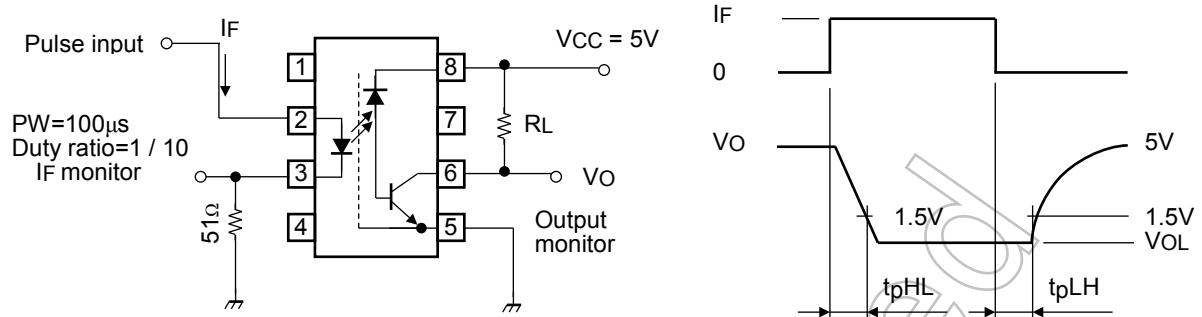 Pulse input
IF
PW=100μs
Duty ratio=1 / 10
IF monitor
51Ω
1
2
3
4
8
7
6
5
VCC = 5V
RL
VO
Output
monitor
IF
0
VO
5V
1.5V
1.5V
VOL
tpHL
tpLH